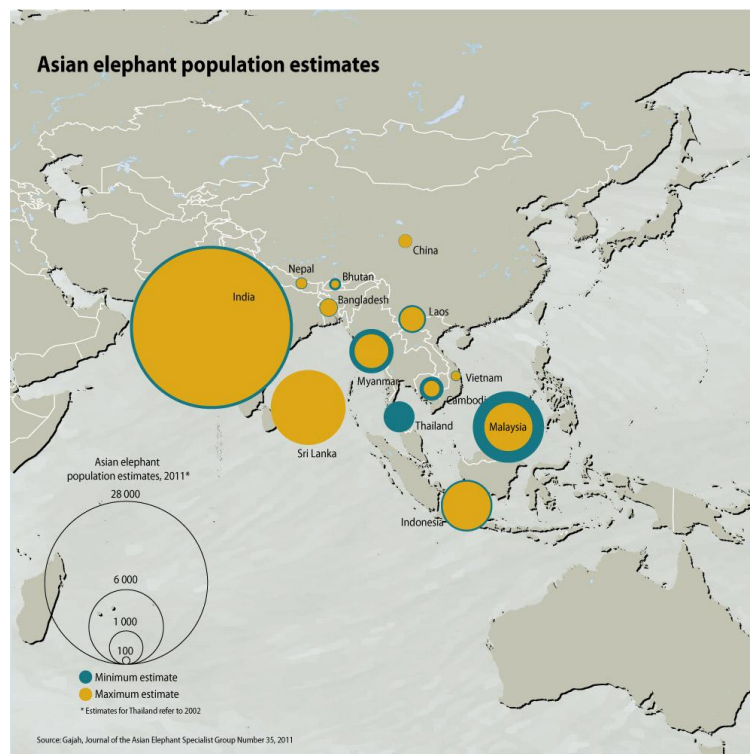 Asian elephant population estimates
China
Nepal
Bhutan
India
Bangladesh
Laos
Myanmar
Vietnam
Cambodi
Thailand
Malaysia
Sri Lanka
Indonesia
Asian elephant
population estimates, 2011*
28 000
6 000
1 000
100
Minimum estimate
Maximum estimate
* Estimates for Thailand refer to 2002
Source: Gajah, Journal of the Asian Elephant Specialist Group Number 35, 2011